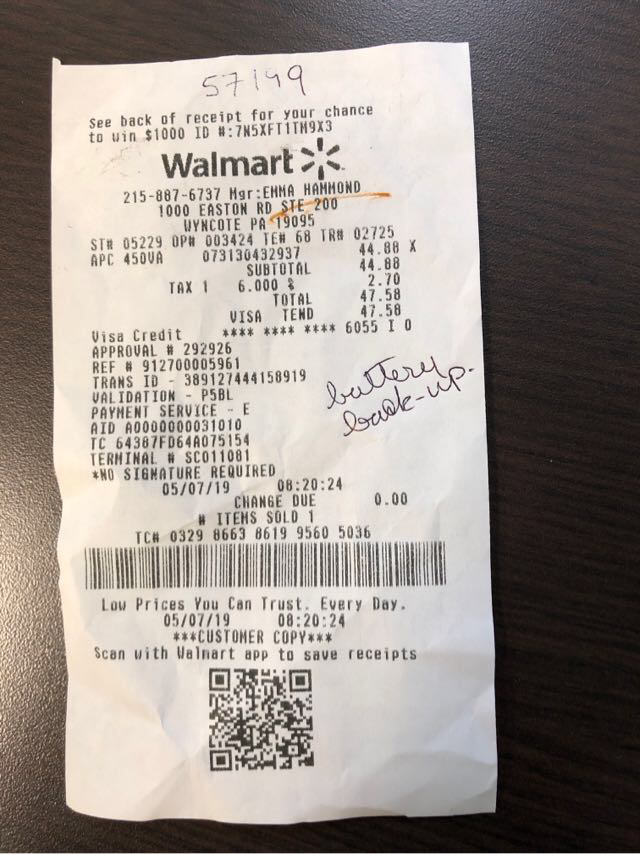 57199
See back of receipt for your chance
to win $1000 ID #:7N5XFT1TM9X3
Walmart
215-887-6737 Mgr:EMMA HAMMOND
1000 EASTON RD STE 200
WYNCOTE PA 19095
ST# 05229 OP# 003424 TE# 68 TR# 02725
APC 450VA 073130432937 44.88 X
SUBTOTAL 44.88
TAX 1 6.000 % 2.70
TOTAL 47.58
VISA TEND 47.58
Visa Credit **** **** **** 6055 I 0
APPROVAL # 292926
REF # 912700005961
TRANS ID - 389127444158919
VALIDATION - P5BL
PAYMENT SERVICE - E
AID A0000000031010
TC 64387FD64A075154
TERMINAL # SC011081
*NO SIGNATURE REQUIRED
battery
back-up.
05/07/19 08:20:24
CHANGE DUE 0.00
# ITEMS SOLD 1
TC# 0329 8663 8619 9560 5036
Low Prices You Can Trust. Every Day.
05/07/19 08:20:24
***CUSTOMER COPY***
Scan with Walmart app to save receipts